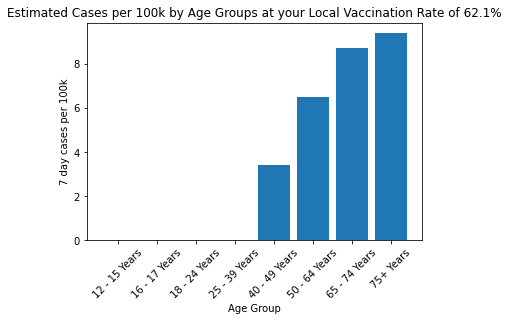 Estimated Cases per 100k by Age Groups at your Local Vaccination Rate of 62.1%
7 day cases per 100k
8
6
4
2
0
12 - 15 Years
16 - 17 Years
18 - 24 Years
25 - 39 Years
40 - 49 Years
50 - 64 Years
65 - 74 Years
75+ Years
Age Group